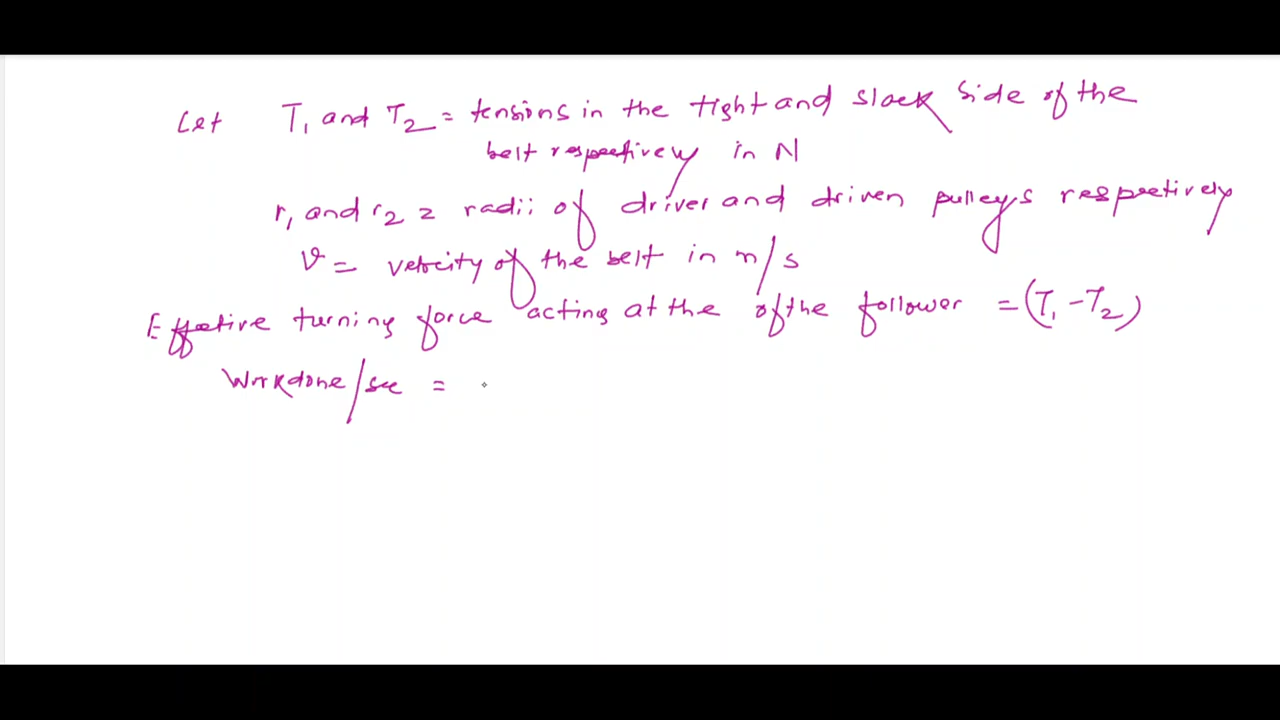 Let T1 and T2 = tensions in the tight and slack side of the
belt respectively in N
r1 and r2 = radii of driver and driven pulleys respectively
v = velocity of the belt in m/s
Effective turning force acting at the of the follower = (T1 - T2)
Workdone/sec =